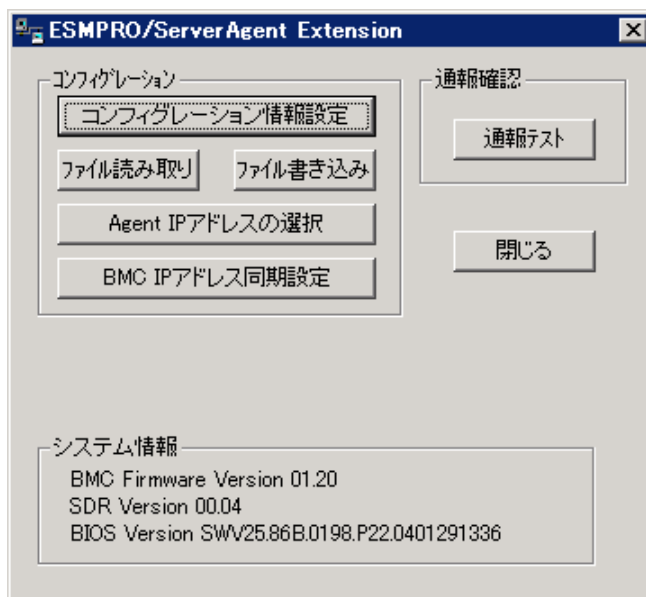 ESMPRO/ServerAgent Extension
コンフィグレーション
コンフィグレーション情報設定
ファイル読み取り
ファイル書き込み
Agent IPアドレスの選択
BMC IPアドレス同期設定
通報確認
通報テスト
閉じる
システム情報
BMC Firmware Version 01.20
SDR Version 00.04
BIOS Version SWV25.86B.0198.P22.0401291336